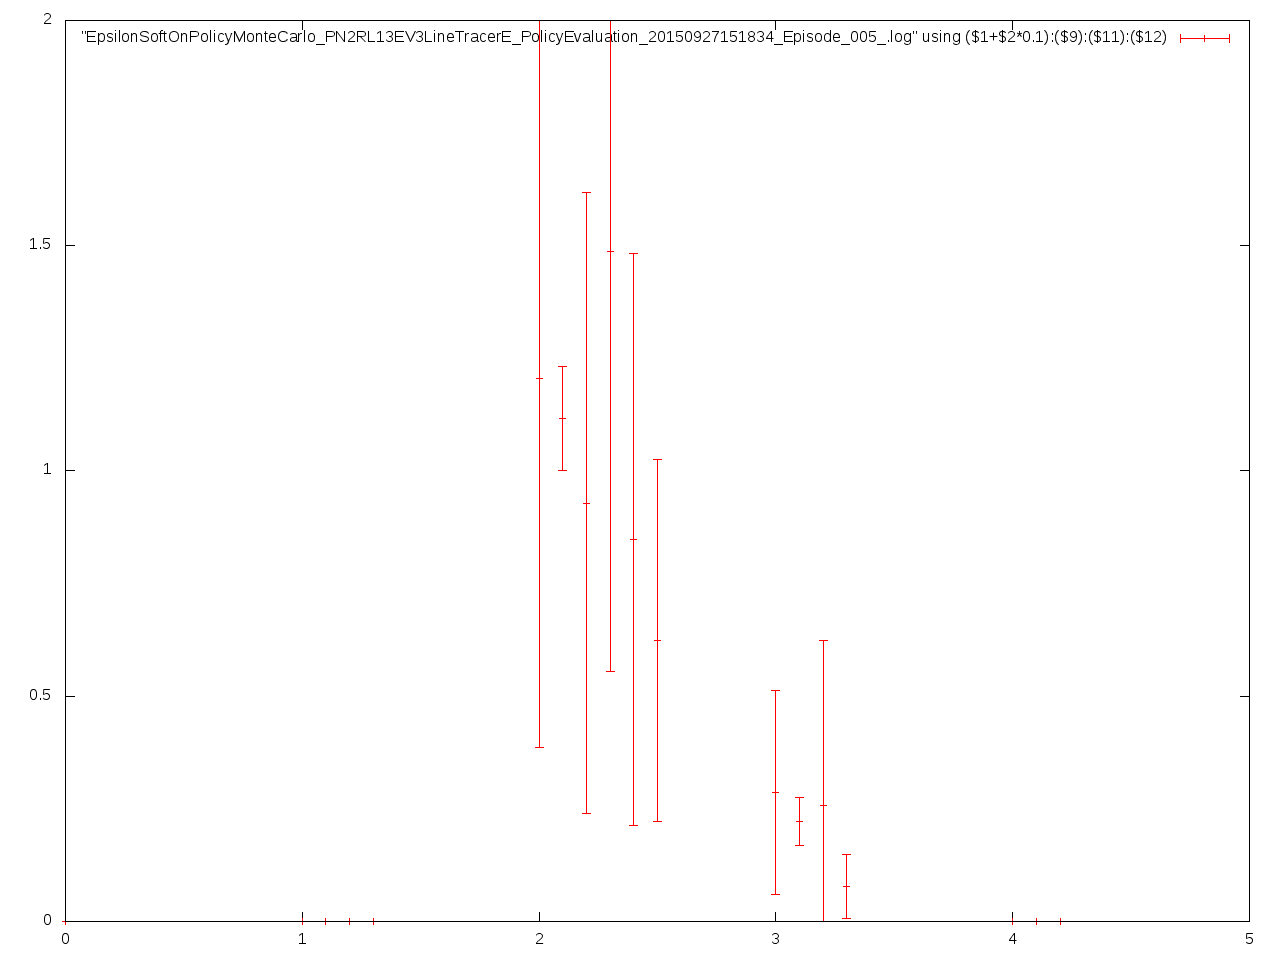 2
"EpsilonSoftOnPolicyMonteCarlo_PN2RL13EV3LineTracerE_PolicyEvaluation_20150927151834_Episode_005_.log" using ($1+$2*0.1):($9):($11):($12)
1.5
1
0.5
0
0 1 2 3 4 5